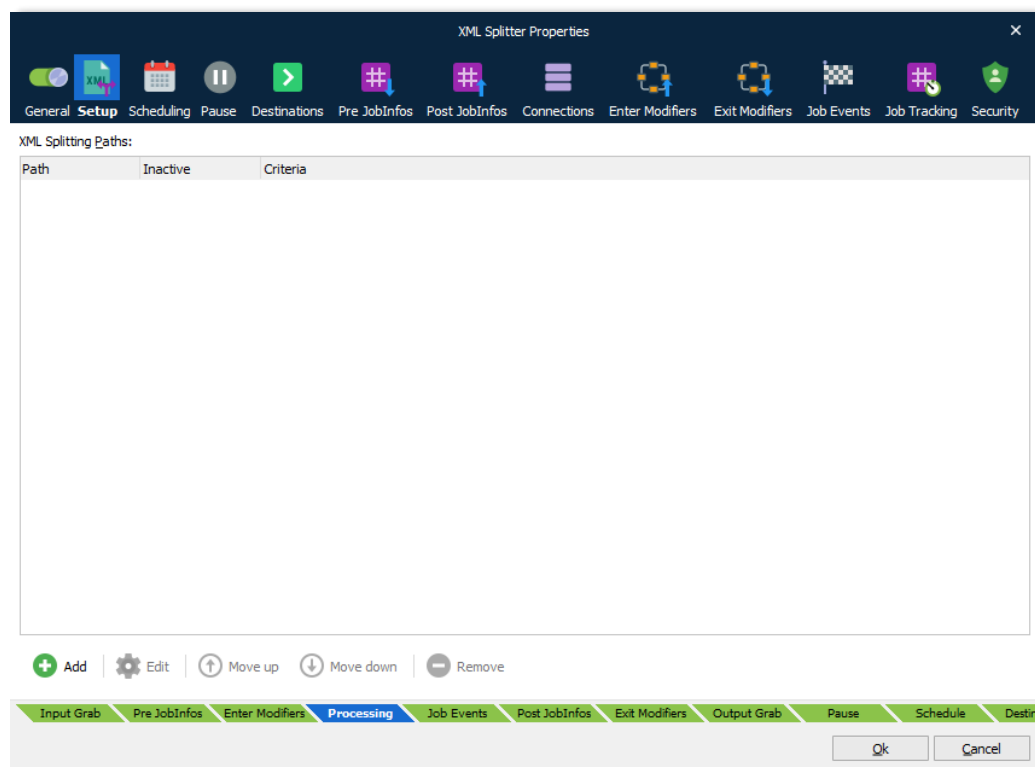 XML Splitter Properties
General Setup Scheduling Pause Destinations Pre JobInfos Post JobInfos Connections Enter Modifiers Exit Modifiers Job Events Job Tracking Security
XML Splitting Paths:
Path Inactive Criteria
Add Edit Move up Move down Remove
Input Grab Pre JobInfos Enter Modifiers Processing Job Events Post JobInfos Exit Modifiers Output Grab Pause Schedule Destin
Ok Cancel